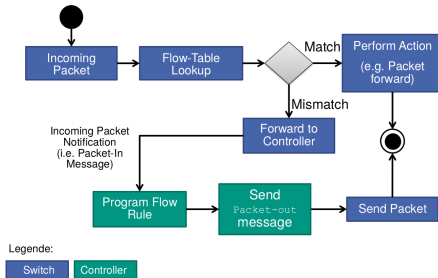 Incoming
Packet
Flow-Table
Lookup
Match
Perform Action
(e.g. Packet
forward)
Mismatch
Forward to
Controller
Incoming Packet
Notification
(i.e. Packet-In
Message)
Program Flow
Rule
Send
Packet-out
message
Send Packet
Legende:
Switch
Controller